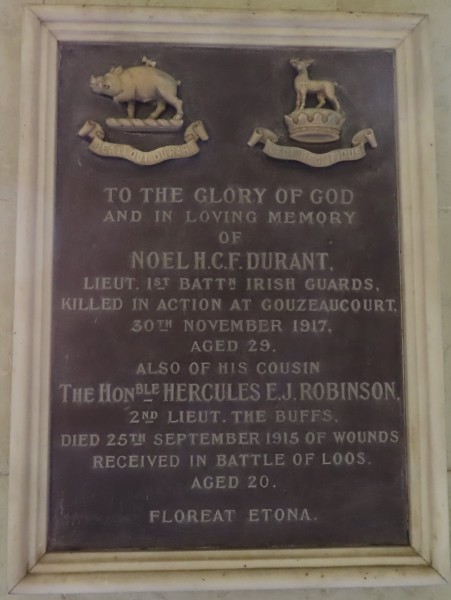 TO THE GLORY OF GOD
AND IN LOVING MEMORY
OF
NOEL H.C.F. DURANT,
LIEUT. 1ST BATTN IRISH GUARDS,
KILLED IN ACTION AT GOUZEAUCOURT,
30TH NOVEMBER 1917,
AGED 29.
ALSO OF HIS COUSIN
THE HONBLE HERCULES E.J. ROBINSON,
2ND LIEUT. THE BUFFS,
DIED 25TH SEPTEMBER 1915 OF WOUNDS
RECEIVED IN BATTLE OF LOOS.
AGED 20.
FLOREAT ETONA.